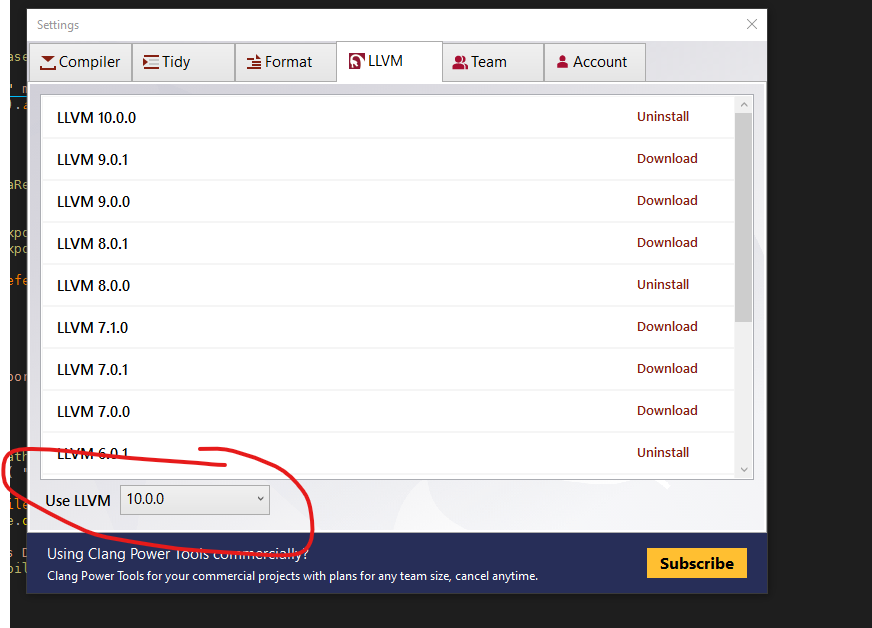 Settings
Compiler Tidy Format LLVM Team Account
LLVM 10.0.0 Uninstall
LLVM 9.0.1 Download
LLVM 9.0.0 Download
LLVM 8.0.1 Download
LLVM 8.0.0 Uninstall
LLVM 7.1.0 Download
LLVM 7.0.1 Download
LLVM 7.0.0 Download
LLVM 6.0.1 Uninstall
Use LLVM 10.0.0
Using Clang Power Tools commercially?
Clang Power Tools for your commercial projects with plans for any team size, cancel anytime.
Subscribe